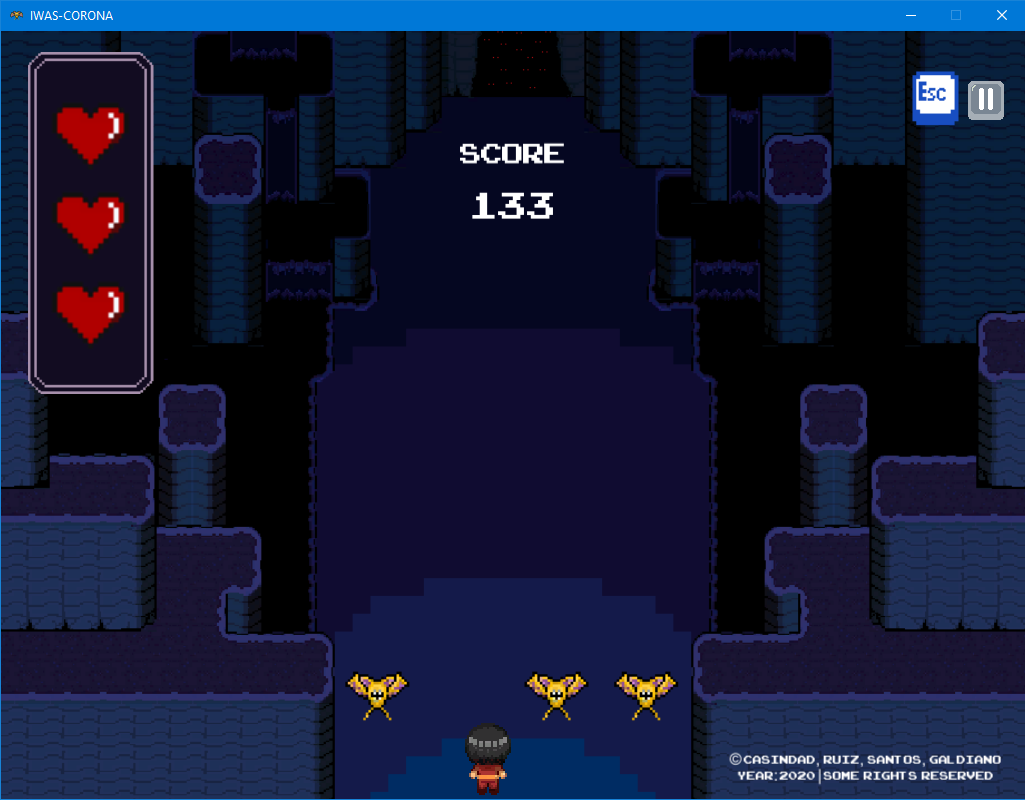 IWAS-CORONA
Esc
SCORE
133
©CASINDAD, RUIZ, SANTOS, GALDIANO
YEAR:2020|SOME RIGHTS RESERVED